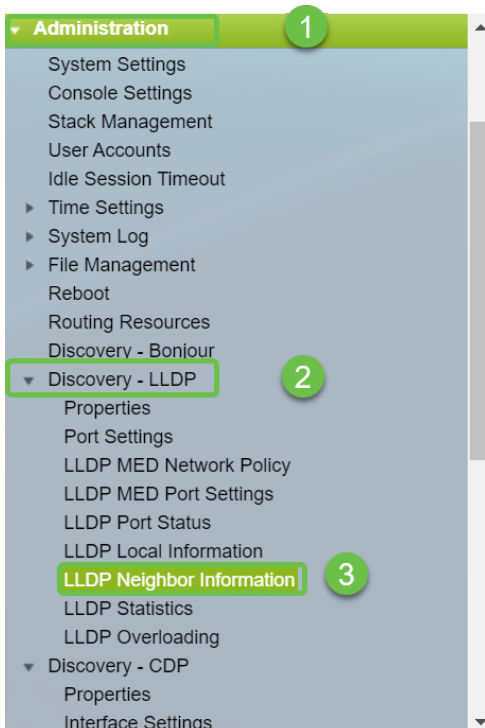 Administration 1
System Settings
Console Settings
Stack Management
User Accounts
Idle Session Timeout
Time Settings
System Log
File Management
Reboot
Routing Resources
Discovery - Bonjour
Discovery - LLDP 2
Properties
Port Settings
LLDP MED Network Policy
LLDP MED Port Settings
LLDP Port Status
LLDP Local Information
LLDP Neighbor Information 3
LLDP Statistics
LLDP Overloading
Discovery - CDP
Properties
Interface Settings